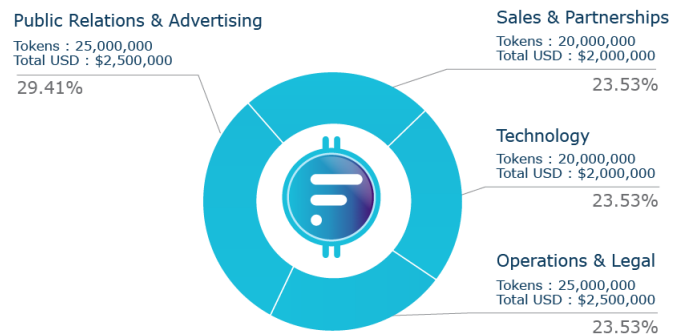 Public Relations & Advertising
Tokens : 25,000,000
Total USD : $2,500,000
29.41%
Sales & Partnerships
Tokens : 20,000,000
Total USD : $2,000,000
23.53%
Technology
Tokens : 20,000,000
Total USD : $2,000,000
23.53%
Operations & Legal
Tokens : 25,000,000
Total USD : $2,500,000
23.53%